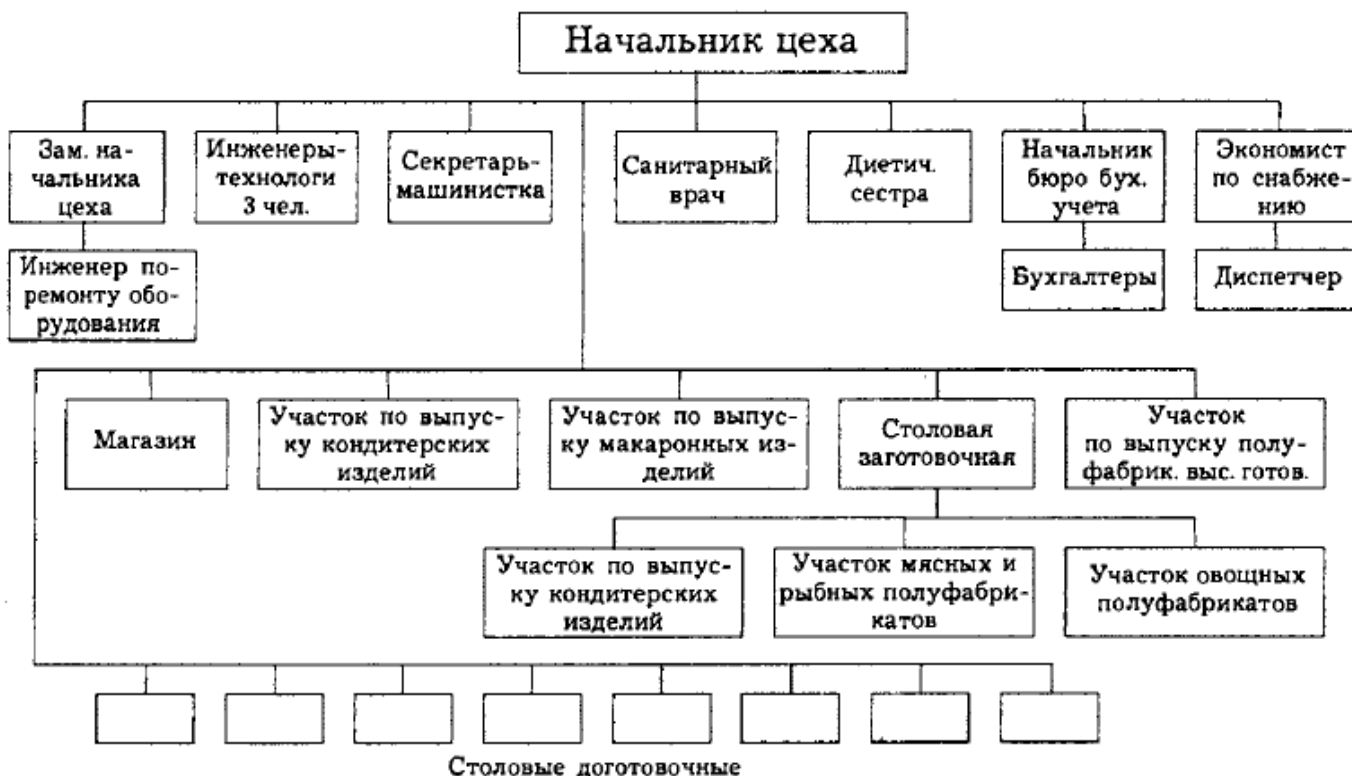 Начальник цеха
Зам. на-
чальника
цеха
Инженеры-
технологи
3 чел.
Секретарь-
машинистка
Санитарный
врач
Диетич.
сестра
Начальник
бюро бух.
учета
Экономист
по снабже-
нию
Инженер по-
ремонту обо-
рудования
Бухгалтеры
Диспетчер
Магазин
Участок по выпус-
ку кондитерских
изделий
Участок по выпус-
ку макаронных из-
делий
Столовая
заготовочная
Участок
по выпуску полу-
фабрик. выс. готов.
Участок по выпус-
ку кондитерских
изделий
Участок мясных и
рыбных полуфабри-
катов
Участок овощных
полуфабрикатов
Столовые доготовочные